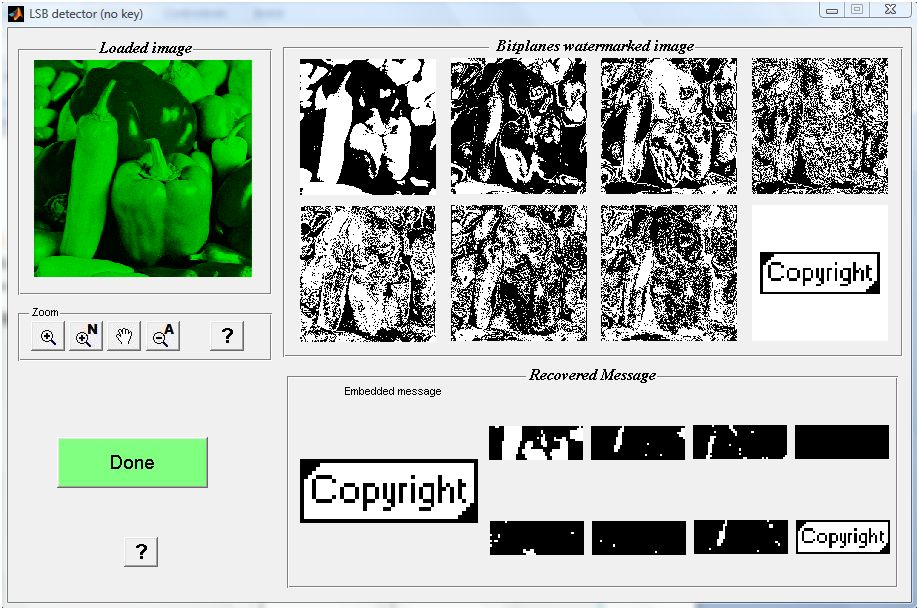 LSB detector (no key)
Loaded image
Bitplanes watermarked image
Copyright
Zoom
N
A
?
Recovered Message
Embedded message
Copyright
Done
Copyright
?